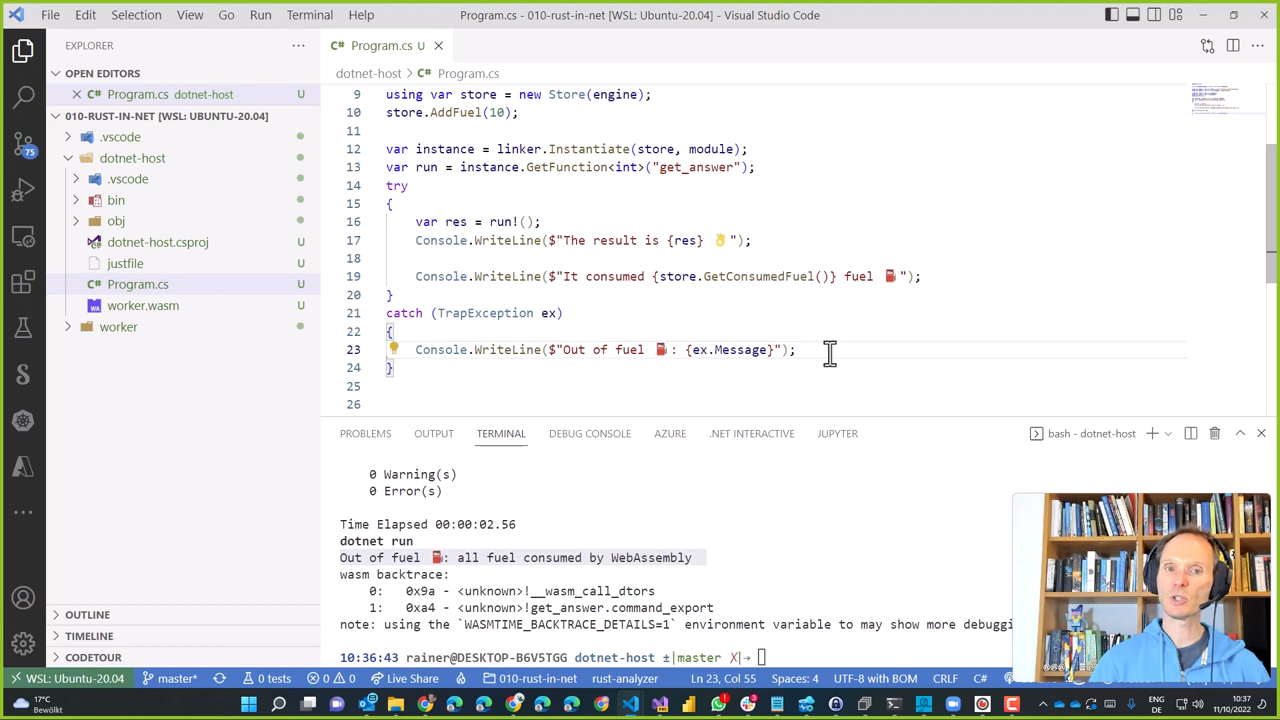 File Edit Selection View Go Run Terminal Help
Program.cs - 010-rust-in-net [WSL: Ubuntu-20.04] - Visual Studio Code
EXPLORER
OPEN EDITORS
C# Program.cs dotnet-host U
010-RUST-IN-NET [WSL: UBUNTU-20.04]
.vscode
dotnet-host
.vscode
bin
obj
dotnet-host.csproj U
justfile U
C# Program.cs U
WA worker.wasm U
worker
OUTLINE
TIMELINE
CODETOUR
75
C# Program.cs U
dotnet-host > C# Program.cs
9 using var store = new Store(engine);
10 store.AddFuel(10);
11
12 var instance = linker.Instantiate(store, module);
13 var run = instance.GetFunction<int>("get_answer");
14 try
15 {
16 var res = run!();
17 Console.WriteLine($"The result is {res} 👌");
18
19 Console.WriteLine($"It consumed {store.GetConsumedFuel()} fuel ⛽");
20 }
21 catch (TrapException ex)
22 {
23 Console.WriteLine($"Out of fuel ⛽: {ex.Message}");
24 }
25
26
PROBLEMS OUTPUT TERMINAL DEBUG CONSOLE AZURE .NET INTERACTIVE JUPYTER
bash - dotnet-host
0 Warning(s)
0 Error(s)
Time Elapsed 00:00:02.56
dotnet run
Out of fuel ⛽: all fuel consumed by WebAssembly
wasm backtrace:
0: 0x9a - <unknown>!__wasm_call_dtors
1: 0xa4 - <unknown>!get_answer.command_export
note: using the `WASMTIME_BACKTRACE_DETAILS=1` environment variable to may show more debuggi
10:36:43 rainer@DESKTOP-B6V5TGG dotnet-host ±|master ✗|→
WSL: Ubuntu-20.04 master* 0 tests 0 0 Live Share 010-rust-in-net rust-analyzer Ln 23, Col 55 Spaces: 4 UTF-8 with BOM CRLF C#
17°C
Bewölkt
ENG
DE
10:37
11/10/2022